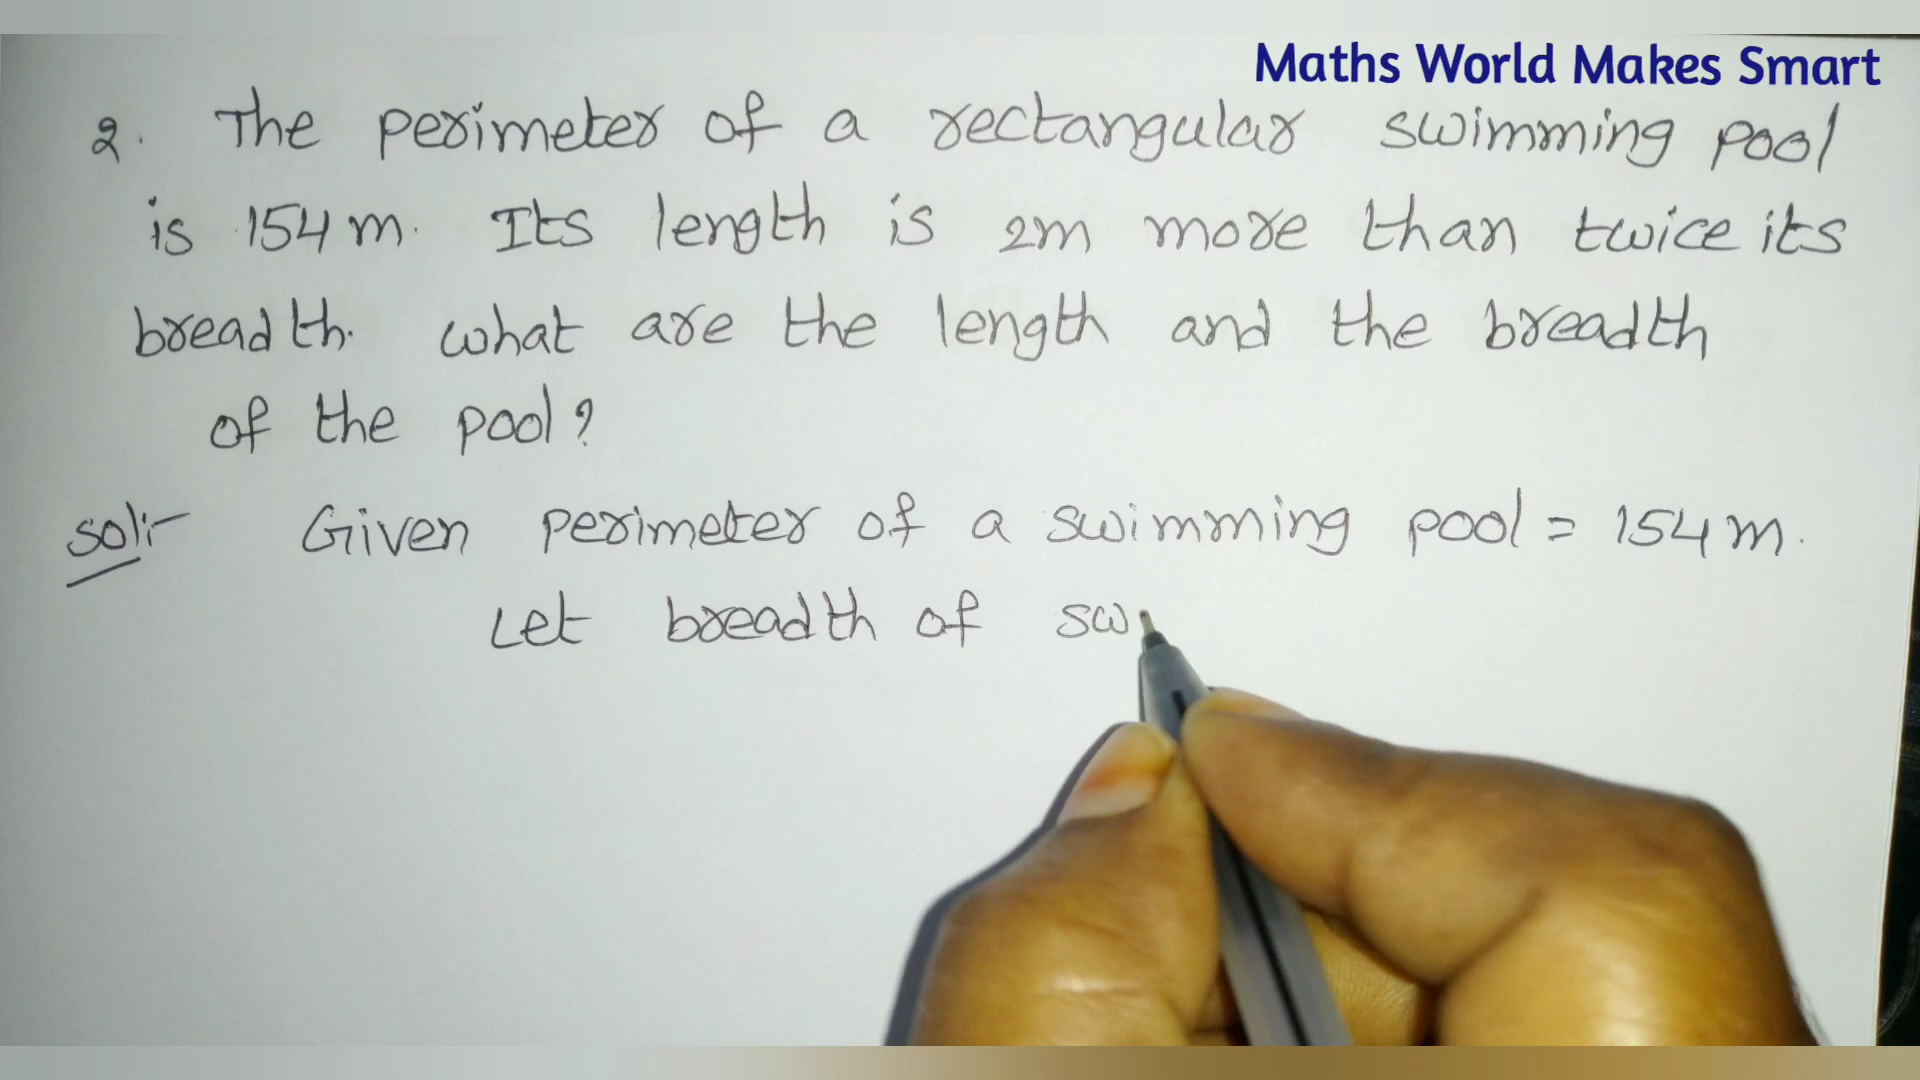 Maths World Makes Smart
2. The perimeter of a rectangular swimming pool
is 154m. Its length is 2m more than twice its
breadth. what are the length and the breadth
of the pool?
Sol:- Given perimeter of a swimming pool = 154m.
Let breadth of sw